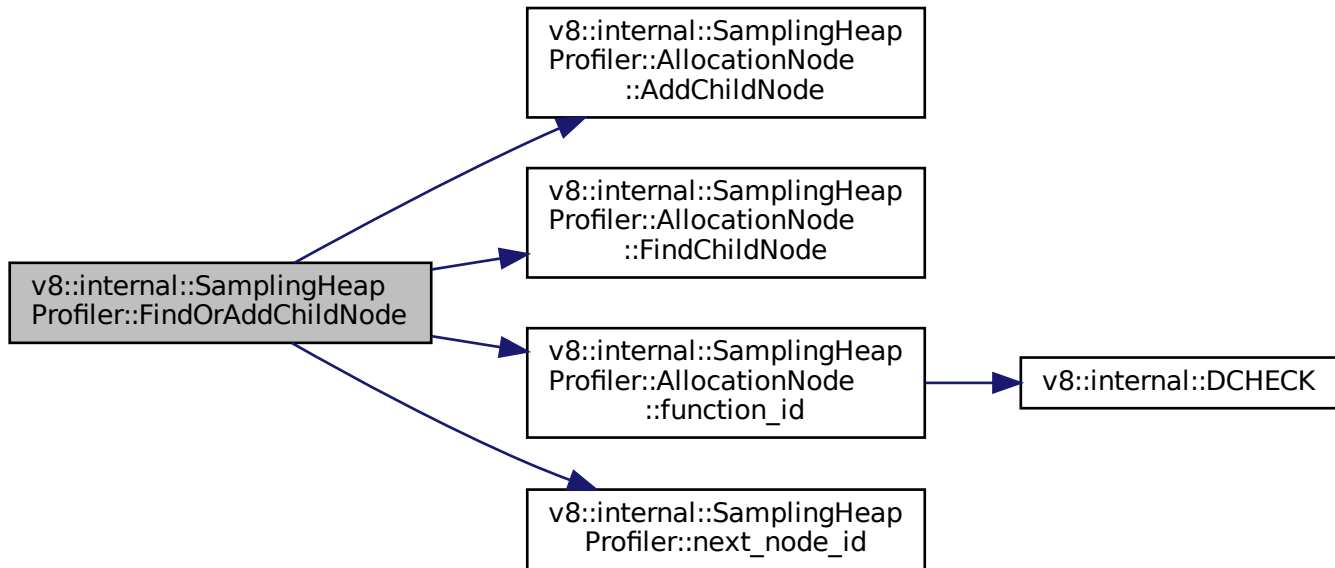 v8::internal::SamplingHeap
Profiler::AllocationNode
::AddChildNode
v8::internal::SamplingHeap
Profiler::AllocationNode
::FindChildNode
v8::internal::SamplingHeap
Profiler::FindOrAddChildNode
v8::internal::SamplingHeap
Profiler::AllocationNode
::function_id
v8::internal::DCHECK
v8::internal::SamplingHeap
Profiler::next_node_id